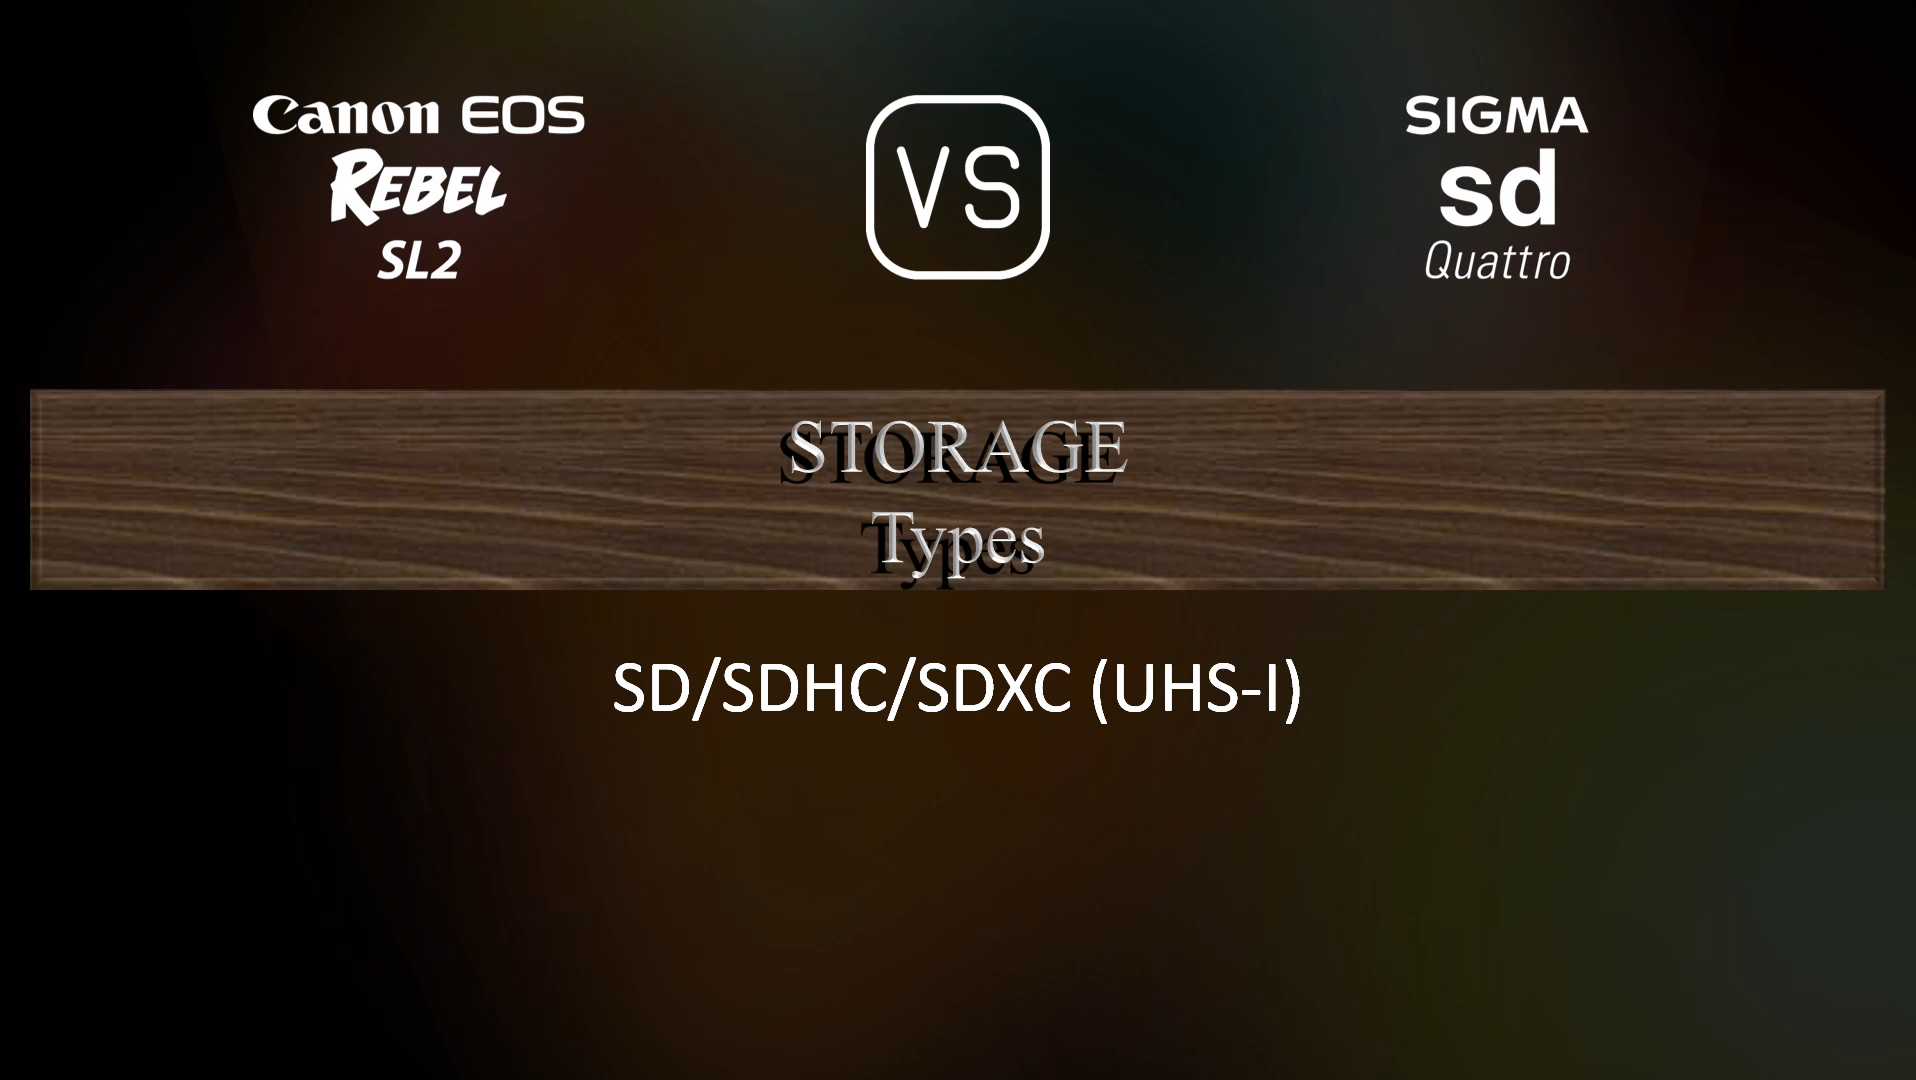 Canon EOS
REBEL
SL2
VS
SIGMA
sd
Quattro
STORAGE
Types
SD/SDHC/SDXC (UHS-I)